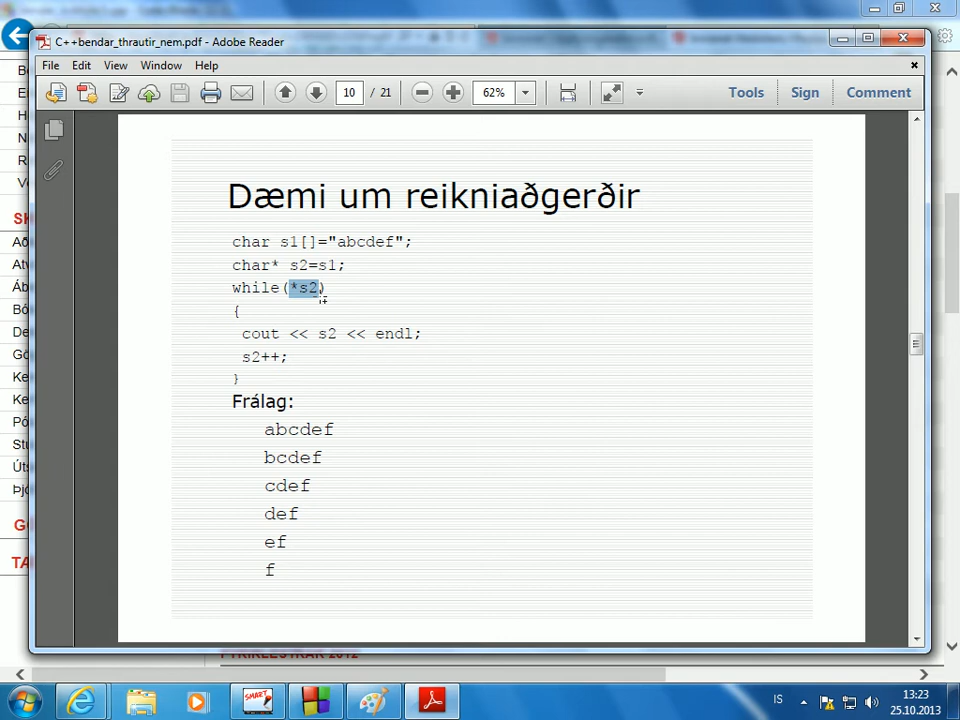 C++bendar_thrautir_nem.pdf - Adobe Reader
File Edit View Window Help
10 / 21 62% Tools Sign Comment
Dæmi um reikniaðgerðir
char s1[]="abcdef";
char* s2=s1;
while(*s2)
{
cout << s2 << endl;
s2++;
}
Frálag:
abcdef
bcdef
cdef
def
ef
f
SMART
IS
13:23
25.10.2013